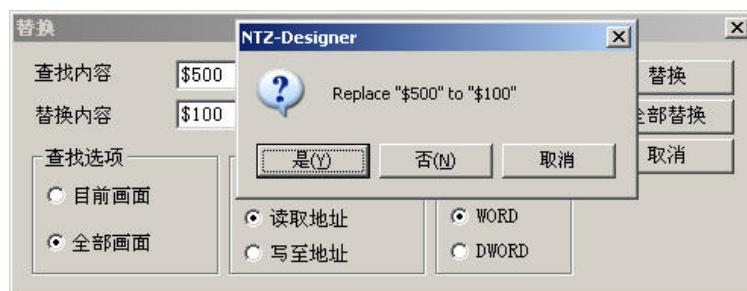 替换
NTZ-Designer
查找内容
$500
替换内容
$100
Replace "$500" to "$100"
是(Y)
否(N)
取消
替换
全部替换
取消
查找选项
目前画面
全部画面
读取地址
写至地址
WORD
DWORD